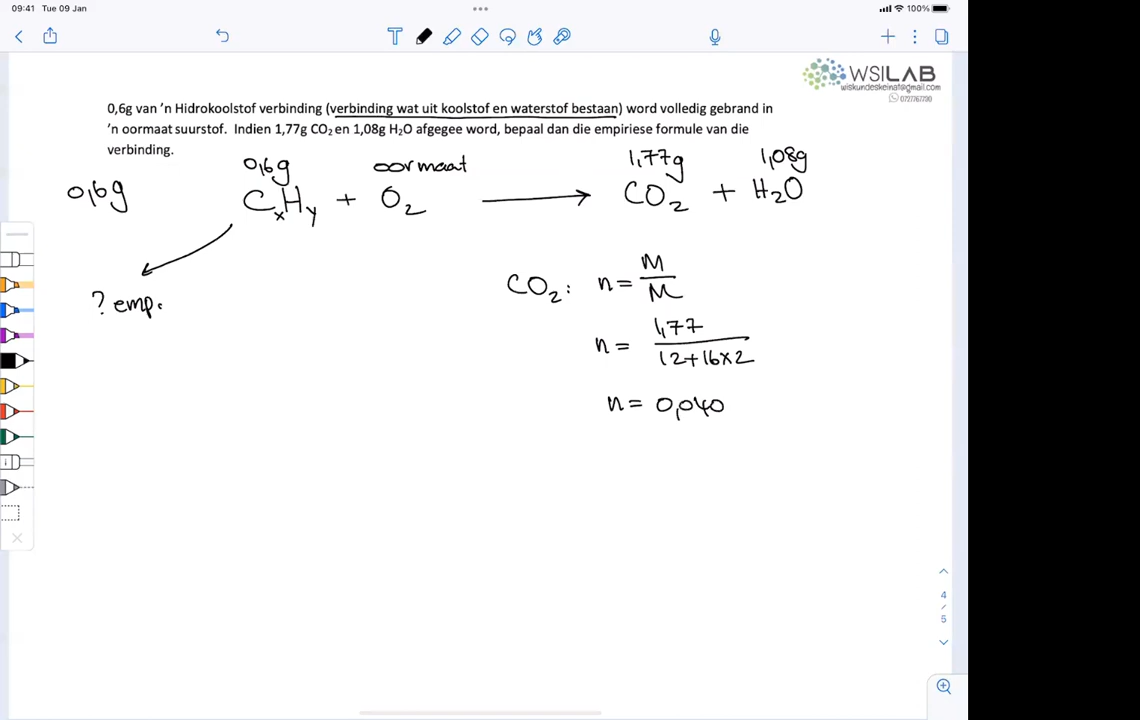 09:41 Tue 09 Jan
100%
WSILAB
wiskundeskeinat@gmail.com
0727767700
0,6g van 'n Hidrokoolstof verbinding (verbinding wat uit koolstof en waterstof bestaan) word volledig gebrand in
'n oormaat suurstof. Indien 1,77g CO₂ en 1,08g H₂O afgegee word, bepaal dan die empiriese formule van die
verbinding.
0,6g oormaat 1,77g 1,08g
0,6g CₓHᵧ + O₂ → CO₂ + H₂O
CO₂: n = M/M
? emp.
n = 1,77/12+16×2
n = 0,040
4
/
5